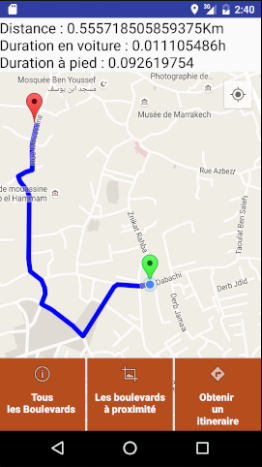 2:40
Distance : 0.555718505859375Km
Duration en voiture : 0.011105486h
Duration à pied : 0.092619754
Photographie de...
Mosquée Ben Youssef
مسجد ابن يوسف
Musée de Marrakech
Rue Azbezt
de mouassine
o el Hammam
Znikat Rahba
Taoulat Ben Saleh
Dabachi
Derb Jdid
Derb Jamaia
Tous
les Boulevards
Les boulevards
à proximité
Obtenir
un
itineraire